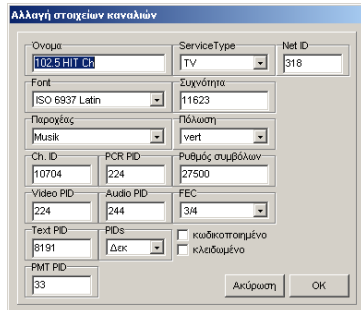 Αλλαγή στοιχείων καναλιών
Όνομα ServiceType Net ID
102.5 HIT Ch TV 318
Font Συχνότητα
ISO 6937 Latin 11623
Παροχέας Πόλωση
Musik vert
Ch. ID PCR PID Ρυθμός συμβόλων
10704 224 27500
Video PID Audio PID FEC
224 244 3/4
Text PID PIDs κωδικοποιημένο
8191 Δεκ κλειδωμένο
PMT PID
33 Ακύρωση OK